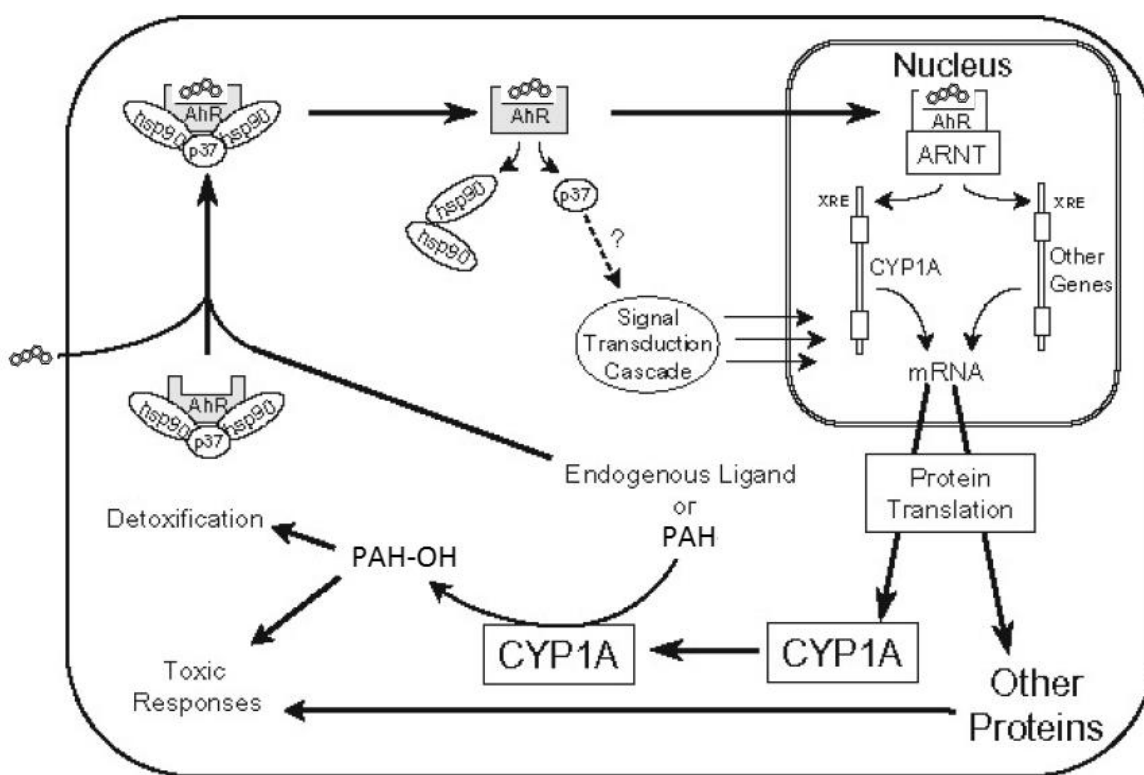 Nucleus
AhR
hsp90
hsp90
p37
AhR
AhR
ARNT
hsp90
hsp90
p37
?
XRE
XRE
CYP1A
Other
Genes
Signal
Transduction
Cascade
mRNA
AhR
hsp90
hsp90
p37
Endogenous Ligand
or
PAH
Protein
Translation
Detoxification
PAH-OH
CYP1A
CYP1A
Toxic
Responses
Other
Proteins